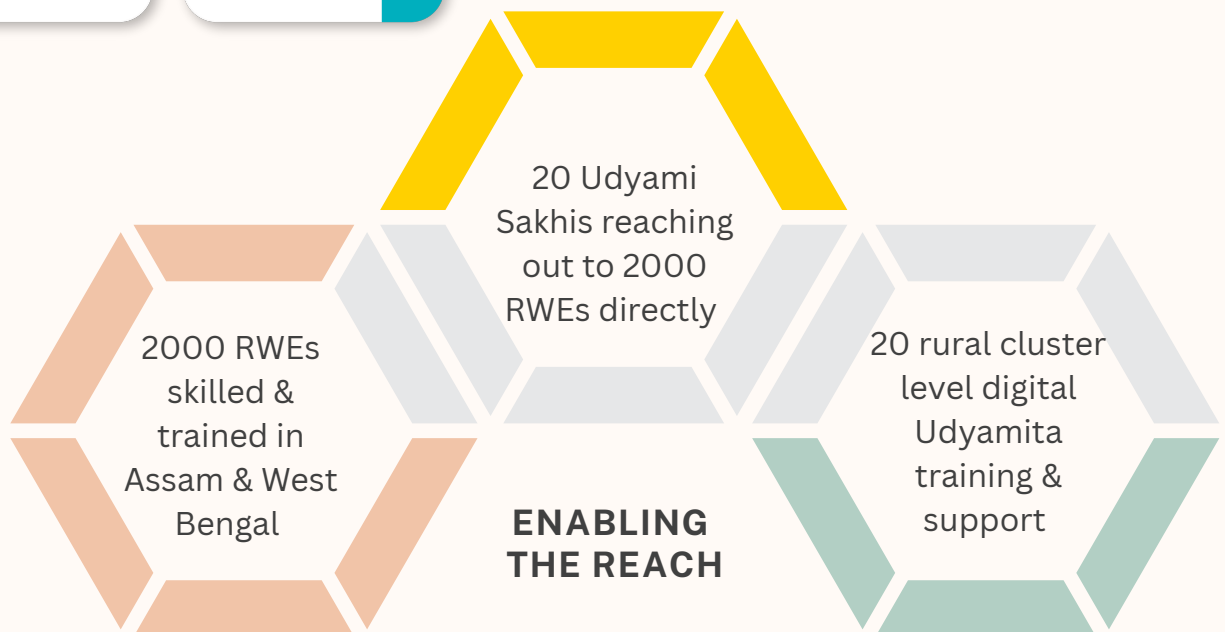 20 Udyami
Sakhis reaching
out to 2000
RWEs directly
2000 RWEs
skilled &
trained in
Assam & West
Bengal
20 rural cluster
level digital
Udyamita
training &
support
ENABLING
THE REACH